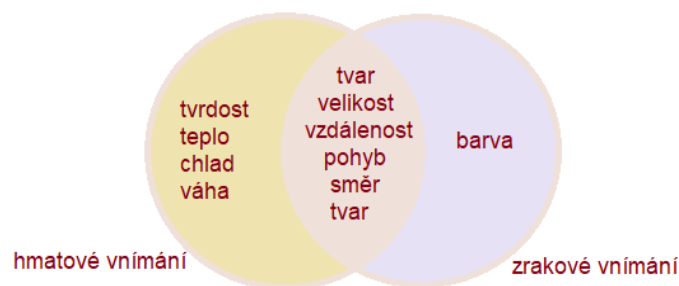 tvrdost
teplo
chlad
váha
tvar
velikost
vzdálenost
pohyb
směr
tvar
barva
hmatové vnímání
zrakové vnímání